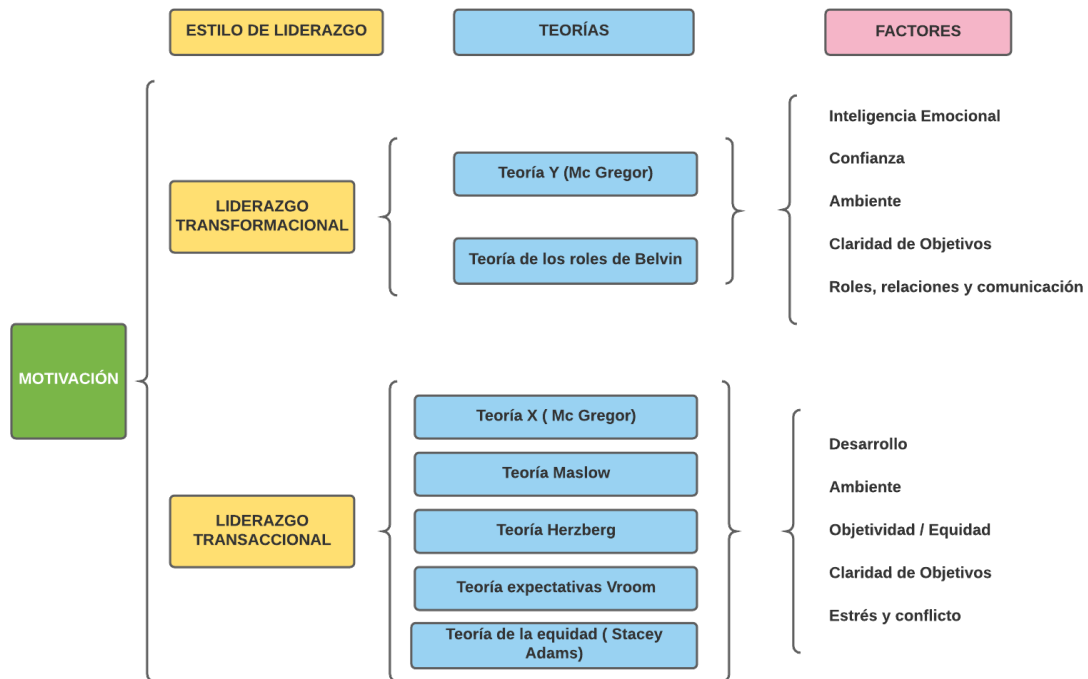 ESTILO DE LIDERAZGO
TEORÍAS
FACTORES
MOTIVACIÓN
LIDERAZGO
TRANSFORMACIONAL
Teoría Y (Mc Gregor)
Teoría de los roles de Belvin
Inteligencia Emocional
Confianza
Ambiente
Claridad de Objetivos
Roles, relaciones y comunicación
LIDERAZGO
TRANSACCIONAL
Teoría X ( Mc Gregor)
Teoría Maslow
Teoría Herzberg
Teoría expectativas Vroom
Teoría de la equidad ( Stacey
Adams)
Desarrollo
Ambiente
Objetividad / Equidad
Claridad de Objetivos
Estrés y conflicto